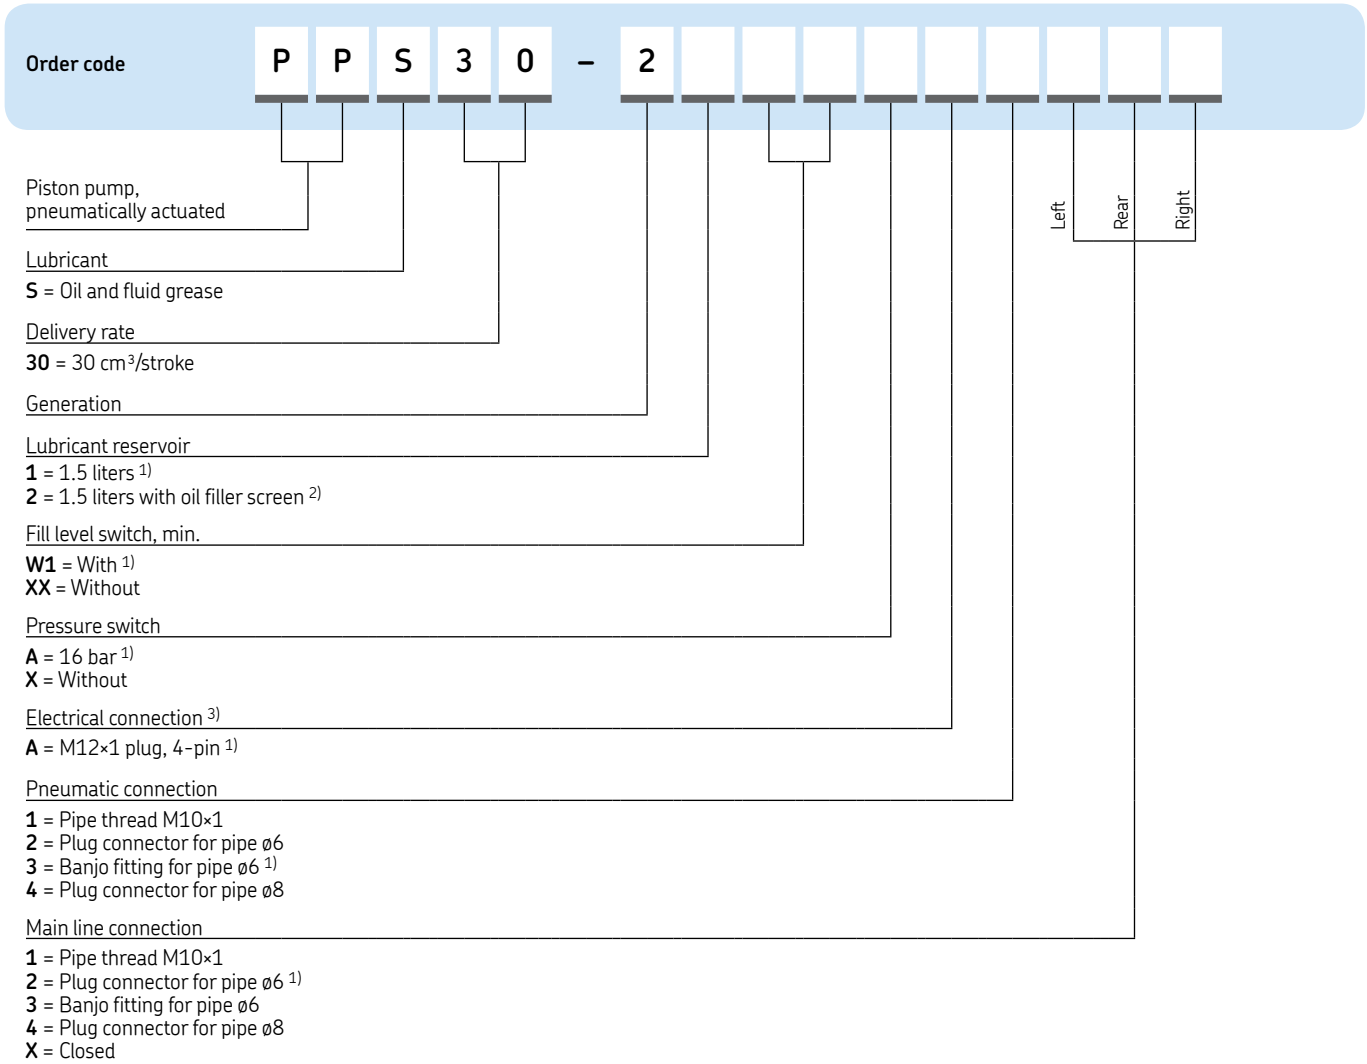 Order code P P S 3 0 – 2
Left Rear Right
Piston pump,
pneumatically actuated
Lubricant
S = Oil and fluid grease
Delivery rate
30 = 30 cm³/stroke
Generation
Lubricant reservoir
1 = 1.5 liters 1)
2 = 1.5 liters with oil filler screen 2)
Fill level switch, min.
W1 = With 1)
XX = Without
Pressure switch
A = 16 bar 1)
X = Without
Electrical connection 3)
A = M12×1 plug, 4-pin 1)
Pneumatic connection
1 = Pipe thread M10×1
2 = Plug connector for pipe ø6
3 = Banjo fitting for pipe ø6 1)
4 = Plug connector for pipe ø8
Main line connection
1 = Pipe thread M10×1
2 = Plug connector for pipe ø6 1)
3 = Banjo fitting for pipe ø6
4 = Plug connector for pipe ø8
X = Closed